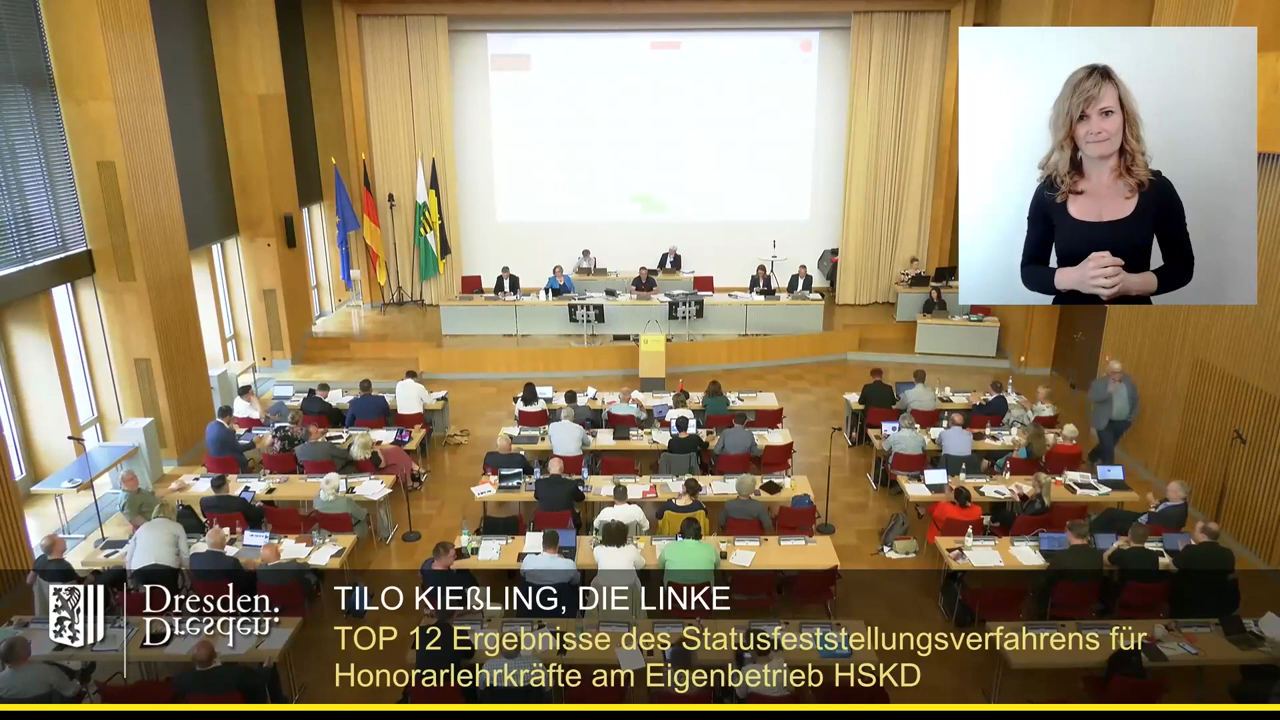 Dresden.
Dresden.
TILO KIEßLING, DIE LINKE
TOP 12 Ergebnisse des Statusfeststellungsverfahrens für
Honorarlehrkräfte am Eigenbetrieb HSKD